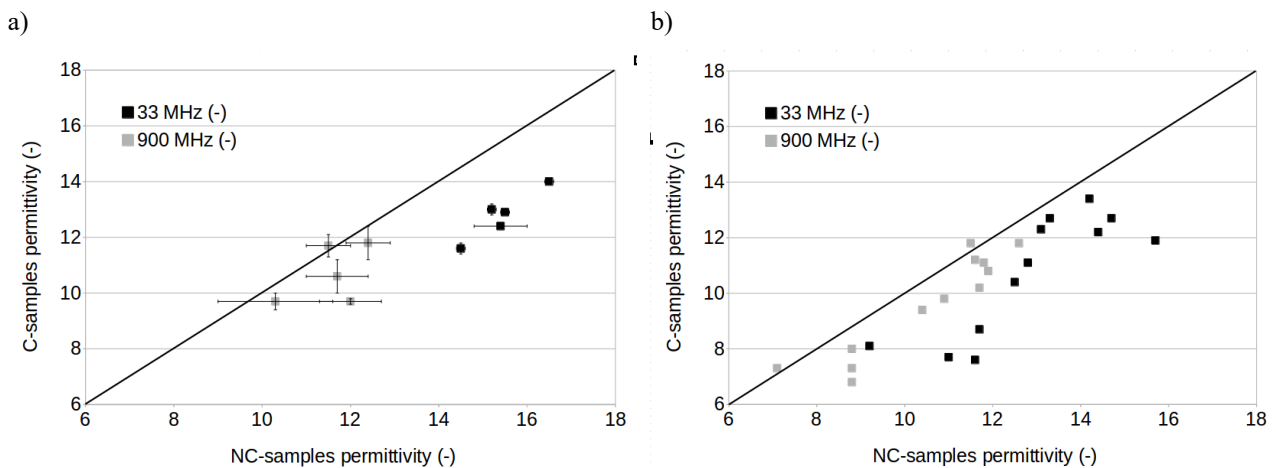 a)
18
16
14
12
10
8
6
6 8 10 12 14 16 18
C-samples permittivity (-)
NC-samples permittivity (-)
33 MHz (-)
900 MHz (-)
b)
18
16
14
12
10
8
6
6 8 10 12 14 16 18
C-samples permittivity (-)
NC-samples permittivity (-)
33 MHz (-)
900 MHz (-)